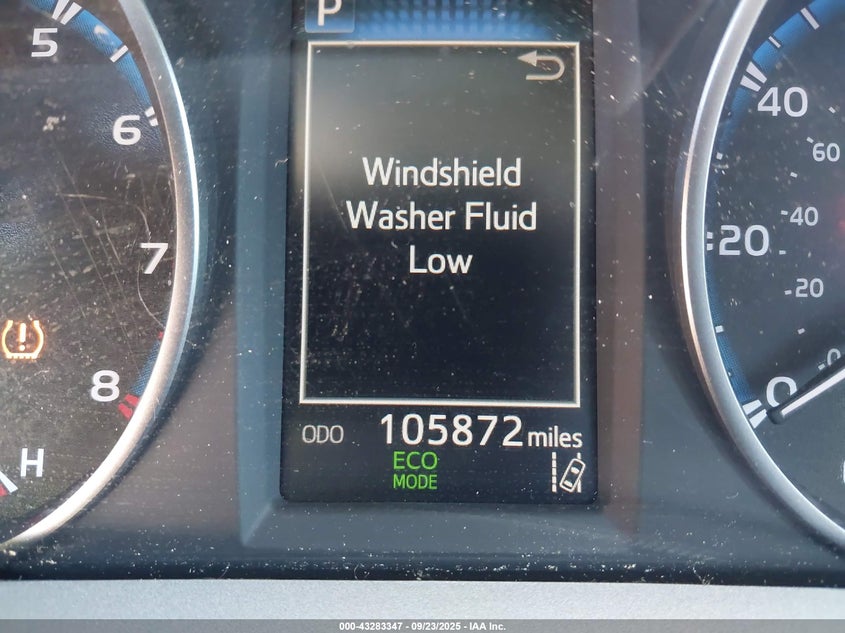 P
5
6
7
8
H
Windshield
Washer Fluid
Low
ODO 105872 miles
ECO
MODE
40
60
40
20
20
0
0
000-43283347 - 09/23/2025 - IAA Inc.